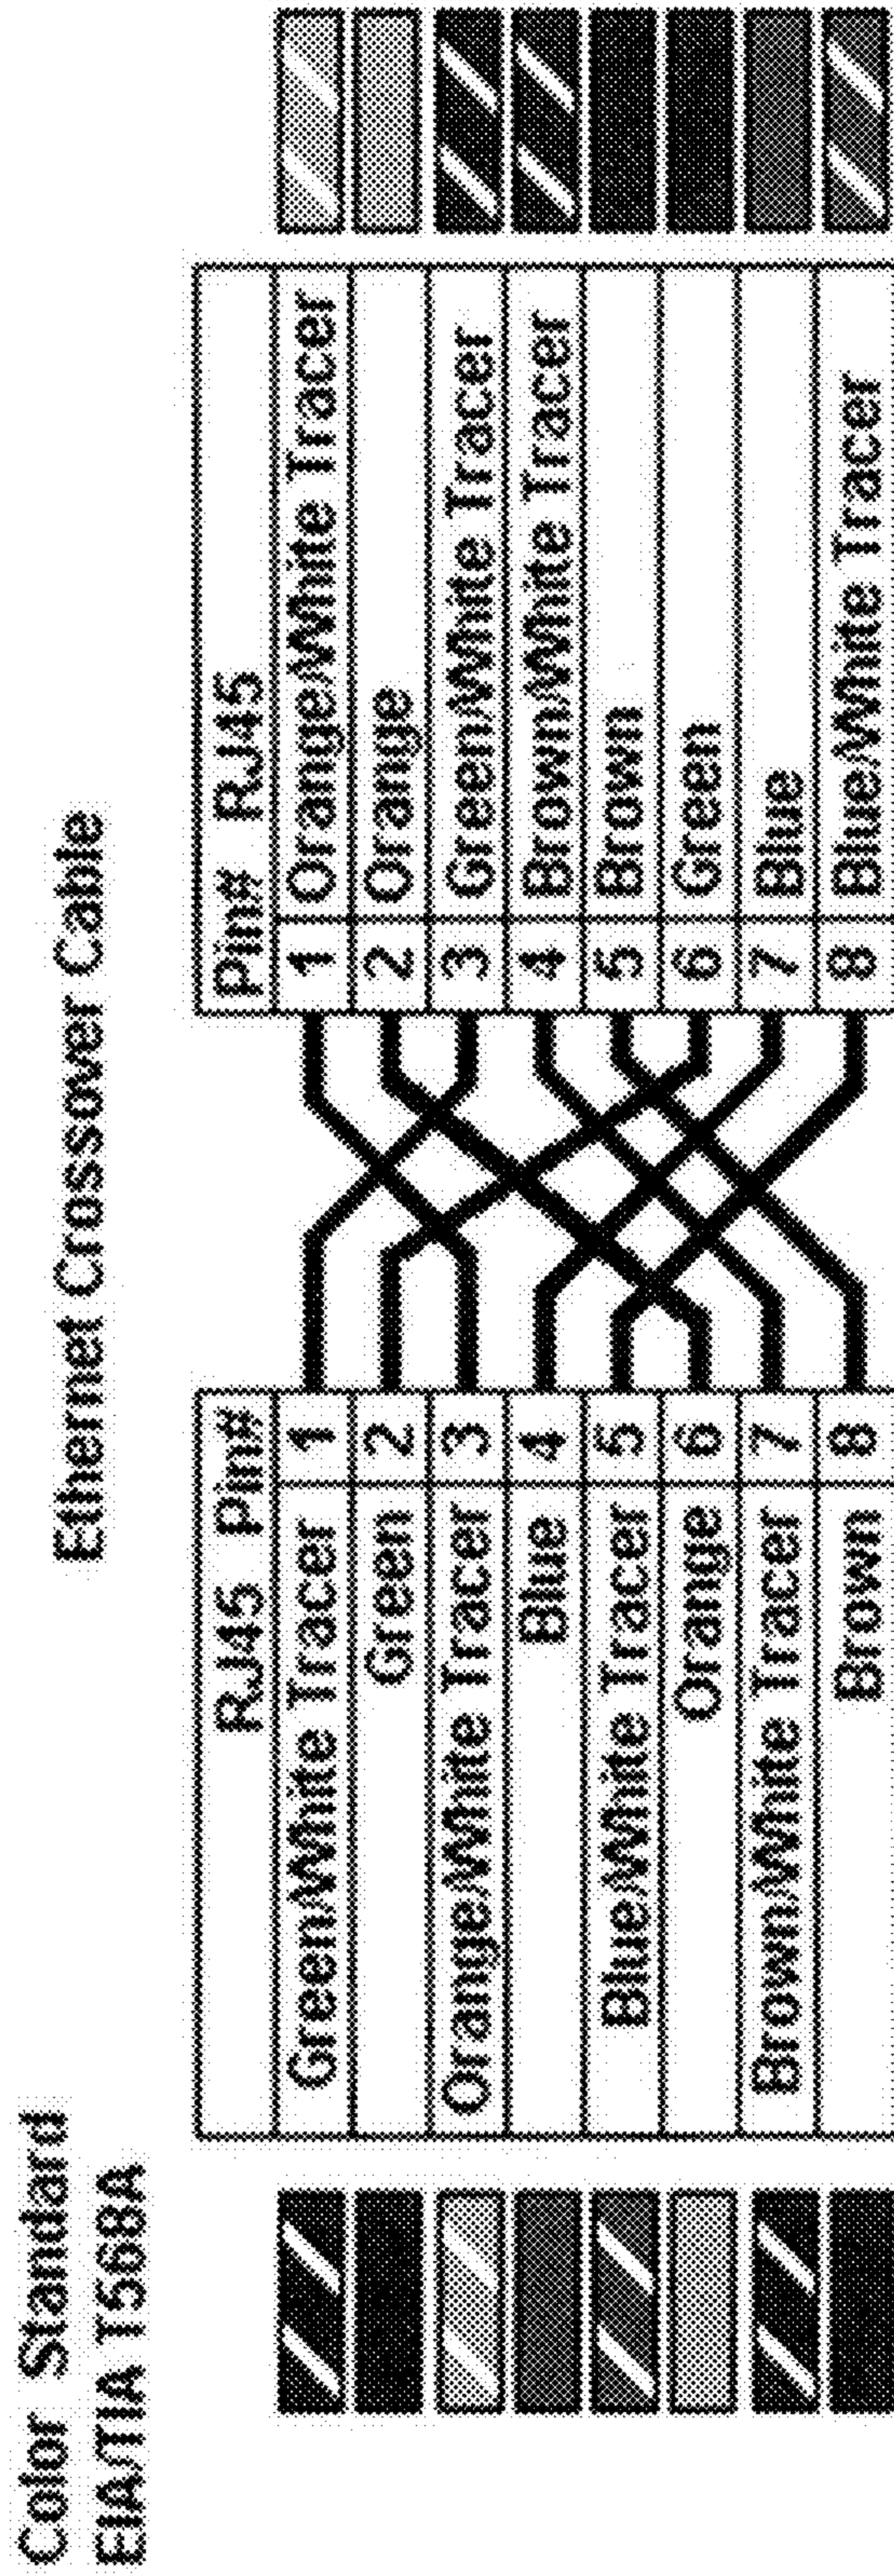 Color Standard
EIA/TIA T568A
Ethernet Crossover Cable
RJ45 Pin#
Green/White Tracer 1
Green 2
Orange/White Tracer 3
Blue 4
Blue/White Tracer 5
Orange 6
Brown/White Tracer 7
Brown 8
Pin# RJ45
1 Orange/White Tracer
2 Orange
3 Green/White Tracer
4 Brown/White Tracer
5 Brown
6 Green
7 Blue
8 Blue/White Tracer